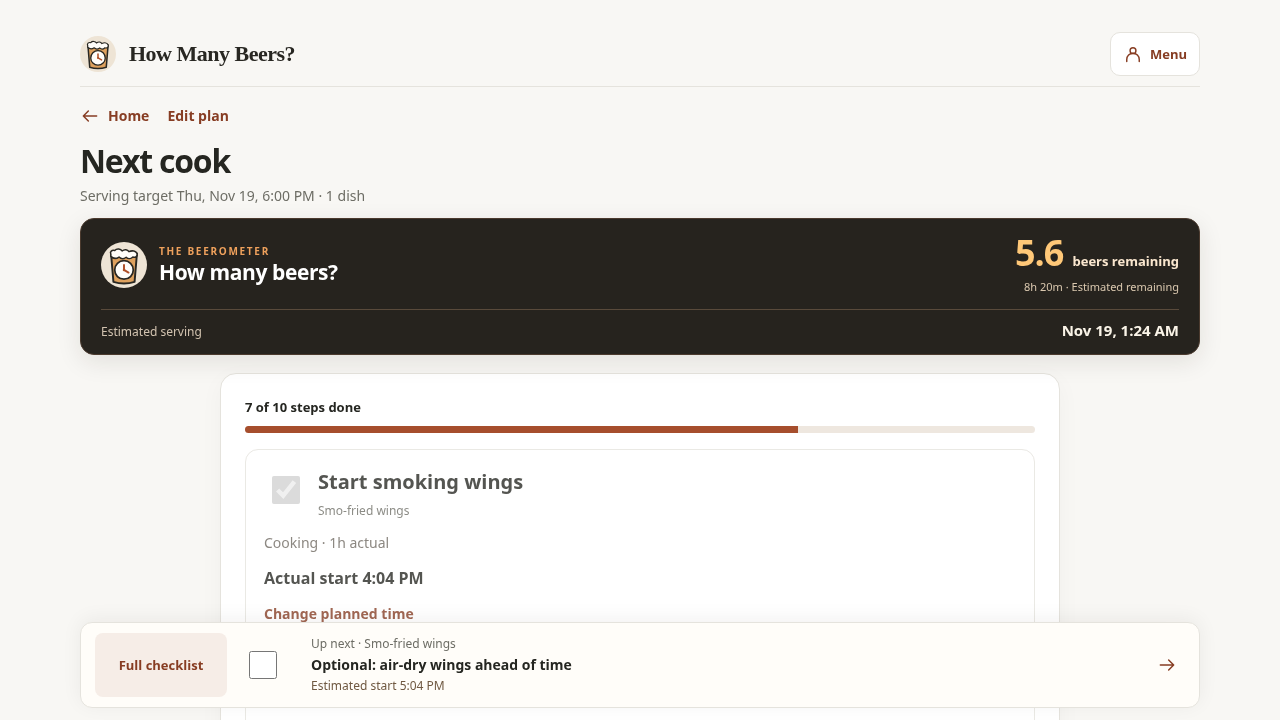 How Many Beers?
Menu
Home
Edit plan
Next cook
Serving target Thu, Nov 19, 6:00 PM · 1 dish
THE BEEROMETER
How many beers?
5.6 beers remaining
8h 20m · Estimated remaining
Estimated serving
Nov 19, 1:24 AM
7 of 10 steps done
Start smoking wings
Smo-fried wings
Cooking · 1h actual
Actual start 4:04 PM
Change planned time
Full checklist
Up next · Smo-fried wings
Optional: air-dry wings ahead of time
Estimated start 5:04 PM